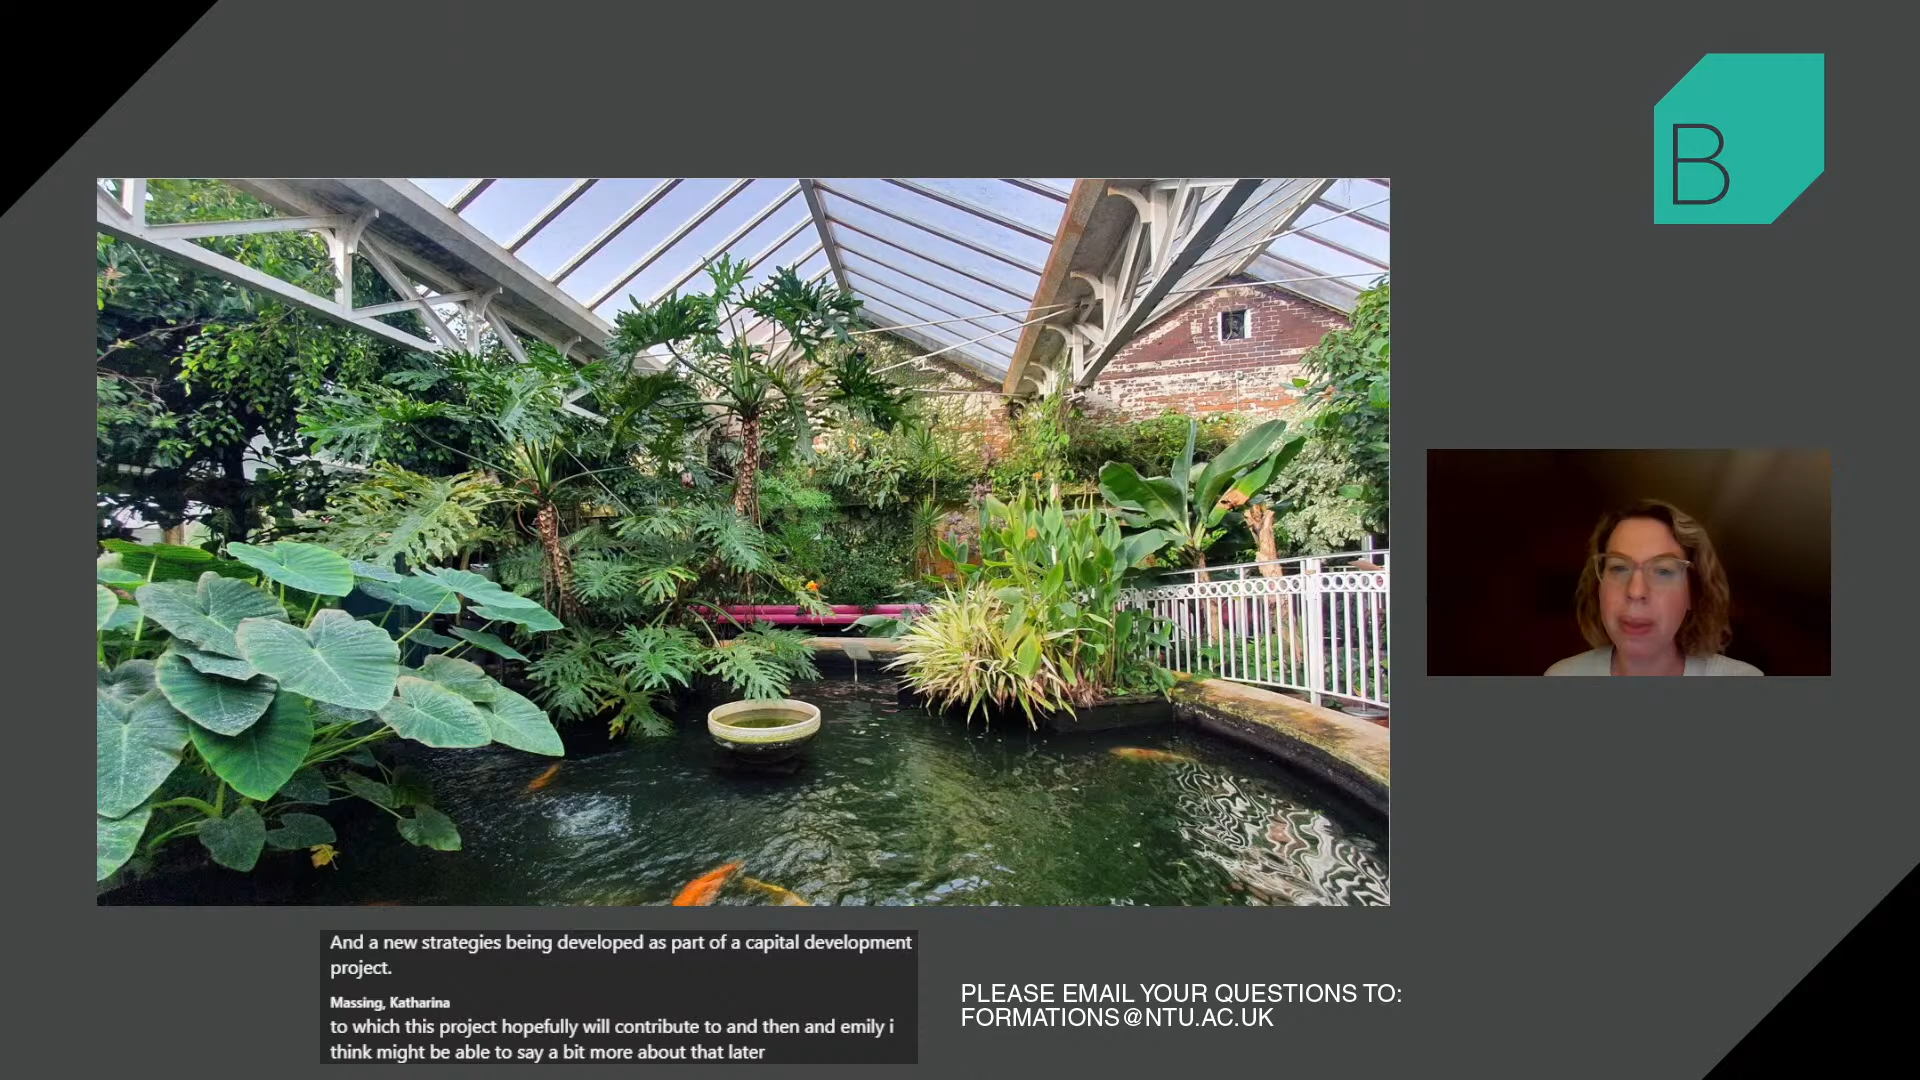 B
And a new strategies being developed as part of a capital development
project.
Massing, Katharina
to which this project hopefully will contribute to and then and emily i
think might be able to say a bit more about that later
PLEASE EMAIL YOUR QUESTIONS TO:
FORMATIONS@NTU.AC.UK